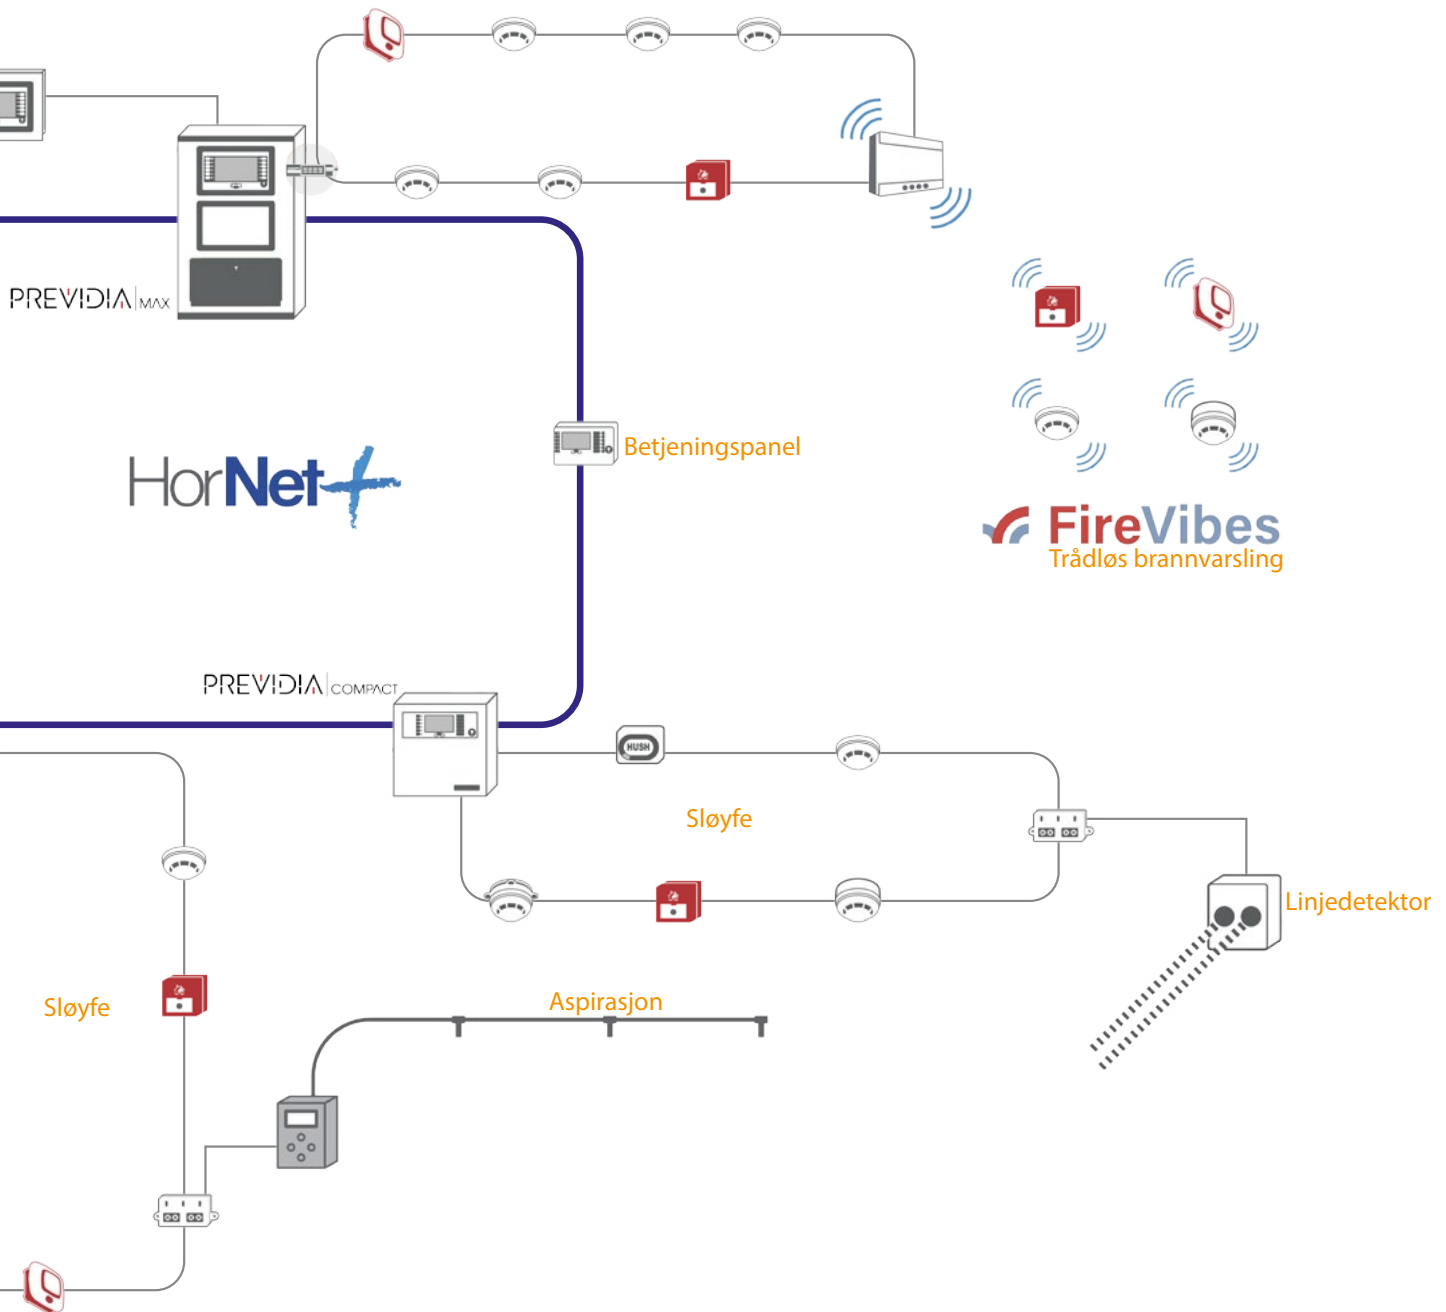 PREVIDIA MAX
HorNet+
Betjeningspanel
FireVibes
Trådløs brannvarsling
PREVIDIA COMPACT
HUSH
Sløyfe
Linjedetektor
Sløyfe
Aspirasjon